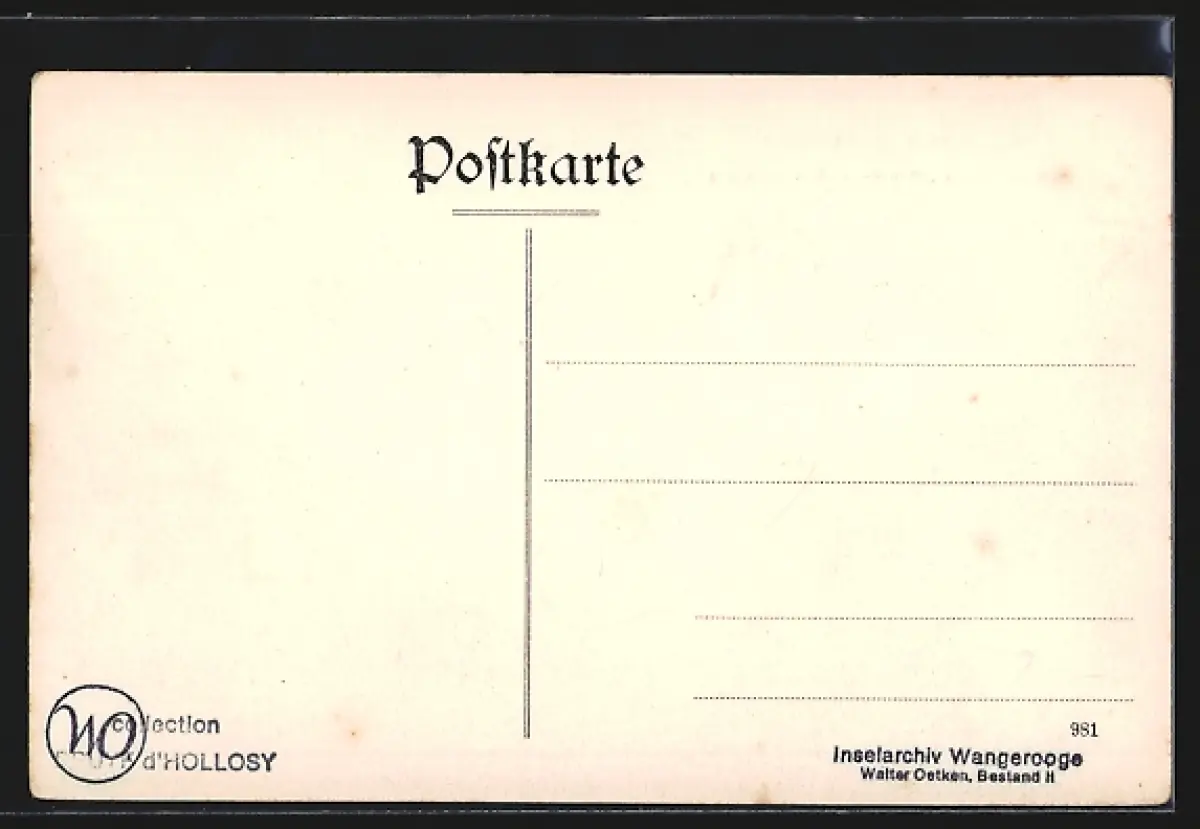 Postkarte
981
collection
d'HOLLOSY
Inselarchiv Wangerooge
Walter Oetken, Bestand II